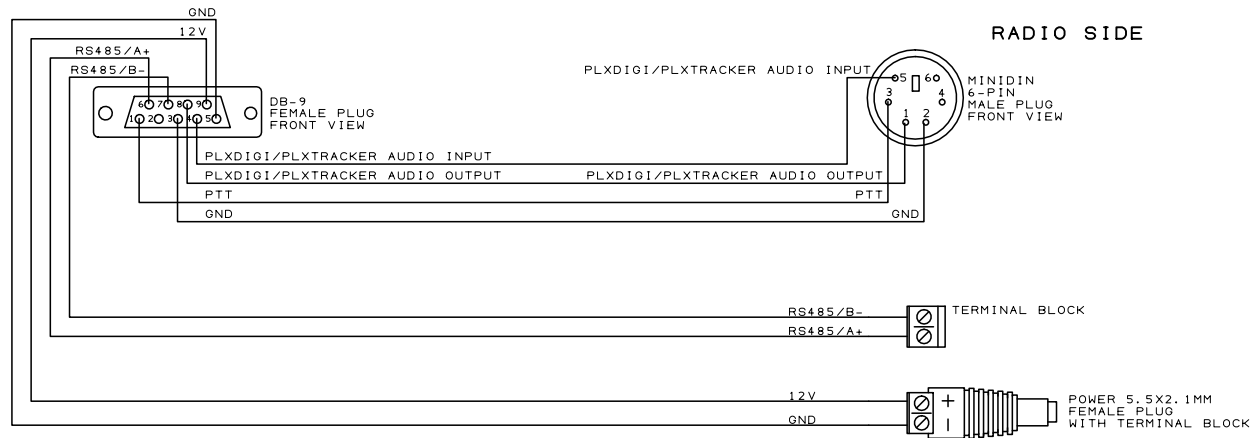 GND
12V
RS485/A+
RS485/B-
6 7 8 9
1 2 3 4 5
DB-9
FEMALE PLUG
FRONT VIEW
RADIO SIDE
PLXDIGI/PLXTRACKER AUDIO INPUT
5 6
3 4
1 2
MINIDIN
6-PIN
MALE PLUG
FRONT VIEW
PLXDIGI/PLXTRACKER AUDIO INPUT
PLXDIGI/PLXTRACKER AUDIO OUTPUT
PLXDIGI/PLXTRACKER AUDIO OUTPUT
PTT
PTT
GND
GND
RS485/B-
RS485/A+
TERMINAL BLOCK
12V
GND
+
-
POWER 5.5X2.1MM
FEMALE PLUG
WITH TERMINAL BLOCK